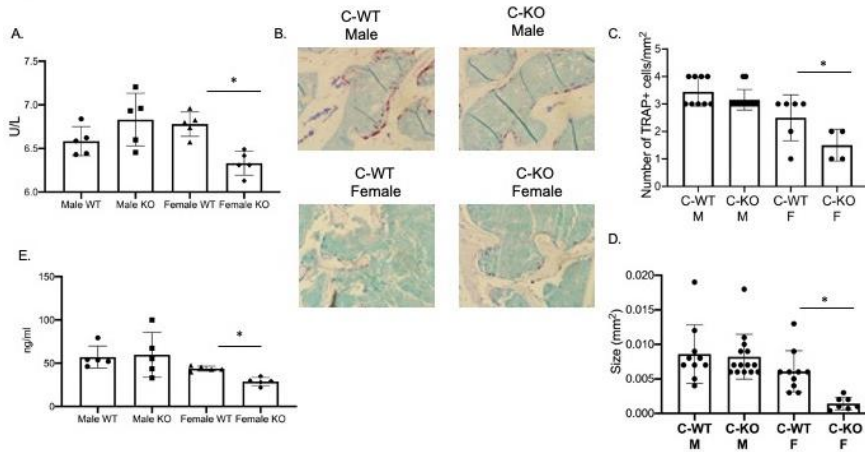 A.
U/L
7.5
7.0
6.5
6.0
*
Male WT Male KO Female WT Female KO
B.
C-WT
Male
C-KO
Male
C-WT
Female
C-KO
Female
C.
Number of TRAP+ cells/mm²
5
4
3
2
1
0
*
C-WT C-KO C-WT C-KO
M M F F
D.
Size (mm²)
0.020
0.015
0.010
0.005
0.000
*
C-WT C-KO C-WT C-KO
M M F F
E.
ng/ml
150
100
50
0
*
Male WT Male KO Female WT Female KO